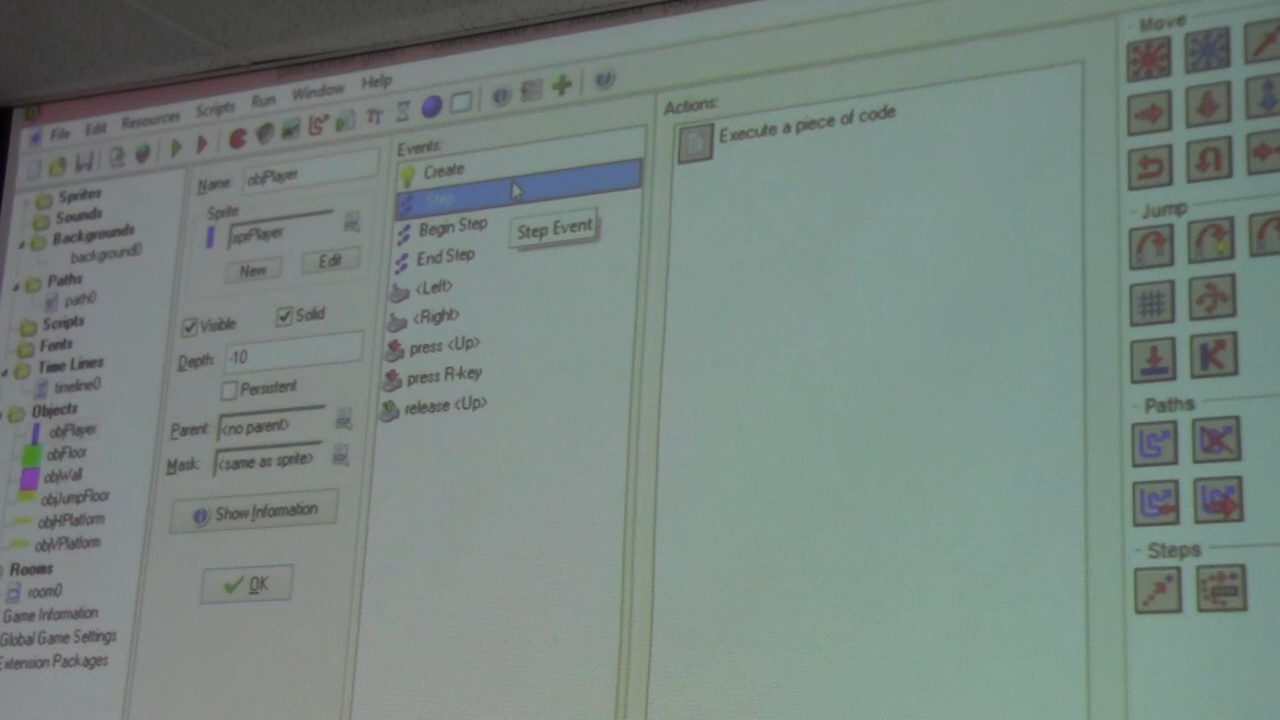 File Edit Resources Scripts Run Window Help
Sprites
Sounds
Backgrounds
background0
Paths
path0
Scripts
Fonts
Time Lines
timeline0
Objects
objPlayer
objFloor
objWall
objJumpFloor
objHPlatform
objVPlatform
Rooms
room0
Game Information
Global Game Settings
Extension Packages
Name: objPlayer
Sprite
sprPlayer
New Edit
Visible Solid
Depth: -10
Persistent
Parent: <no parent>
Mask: <same as sprite>
Show Information
OK
Events:
Create
Step
Begin Step
Step Event
End Step
<Left>
<Right>
press <Up>
press R-key
release <Up>
Actions:
Execute a piece of code
Move
Jump
Paths
Steps